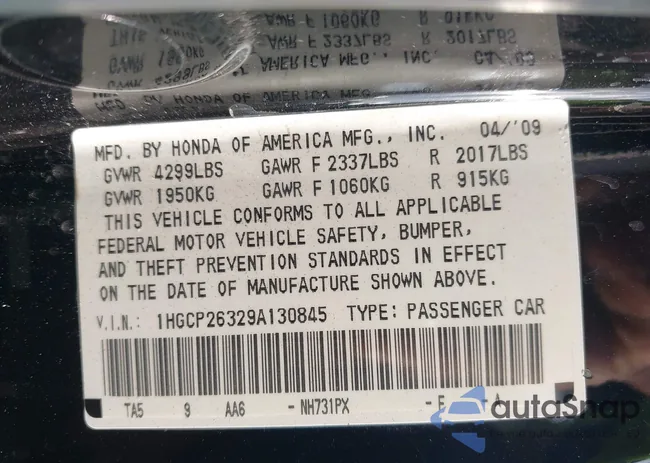 MFD. BY HONDA OF AMERICA MFG., INC. 04/'09
GVWR 4299LBS GAWR F 2337LBS R 2017LBS
GVWR 1950KG GAWR F 1060KG R 915KG
THIS VEHICLE CONFORMS TO ALL APPLICABLE
FEDERAL MOTOR VEHICLE SAFETY, BUMPER,
AND THEFT PREVENTION STANDARDS IN EFFECT
ON THE DATE OF MANUFACTURE SHOWN ABOVE.
V.I.N.: 1HGCP26329A130845 TYPE: PASSENGER CAR
TA5 9 AA6 -NH731PX -E -A
autoSnap